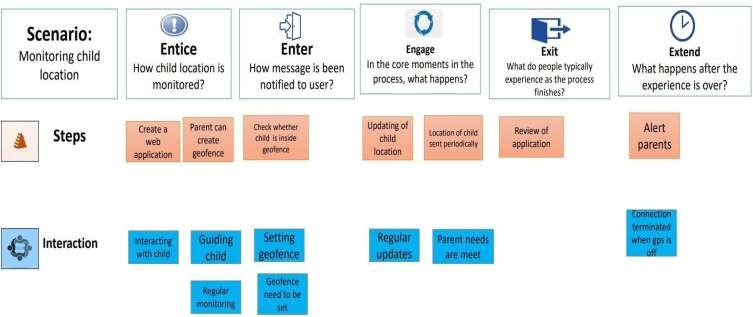 Scenario:
Monitoring child
location
Entice
How child location is
monitored?
Enter
How message is been
notified to user?
Engage
In the core moments in the
process, what happens?
Exit
What do people typically
experience as the process
finishes?
Extend
What happens after the
experience is over?
Steps
Create a
web
application
Parent can
create
geofence
Check whether
child is inside
geofence
Updating of
child
location
Location of child
sent periodically
Review of
application
Alert
parents
Interaction
Interacting
with child
Guiding
child
Setting
geofence
Regular
updates
Parent needs
are meet
Connection
terminated
when gps is
off
Regular
monitoring
Geofence
need to be
set